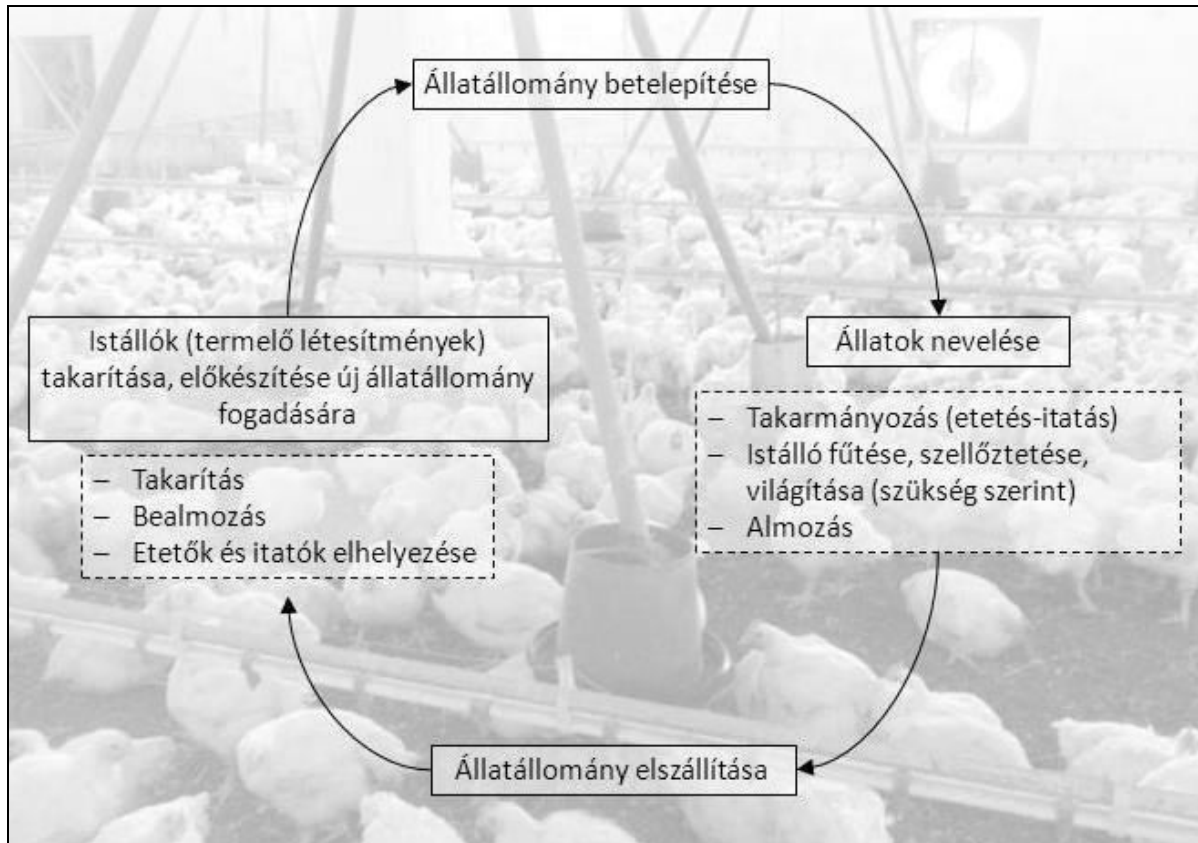 Állatállomány betelepítése
Állatok nevelése
– Takarmányozás (etetés-itatás)
– Istálló fűtése, szellőztetése,
világítása (szükség szerint)
– Almozás
Állatállomány elszállítása
Istállók (termelő létesítmények)
takarítása, előkészítése új állatállomány
fogadására
– Takarítás
– Bealmozás
– Etetők és itatók elhelyezése